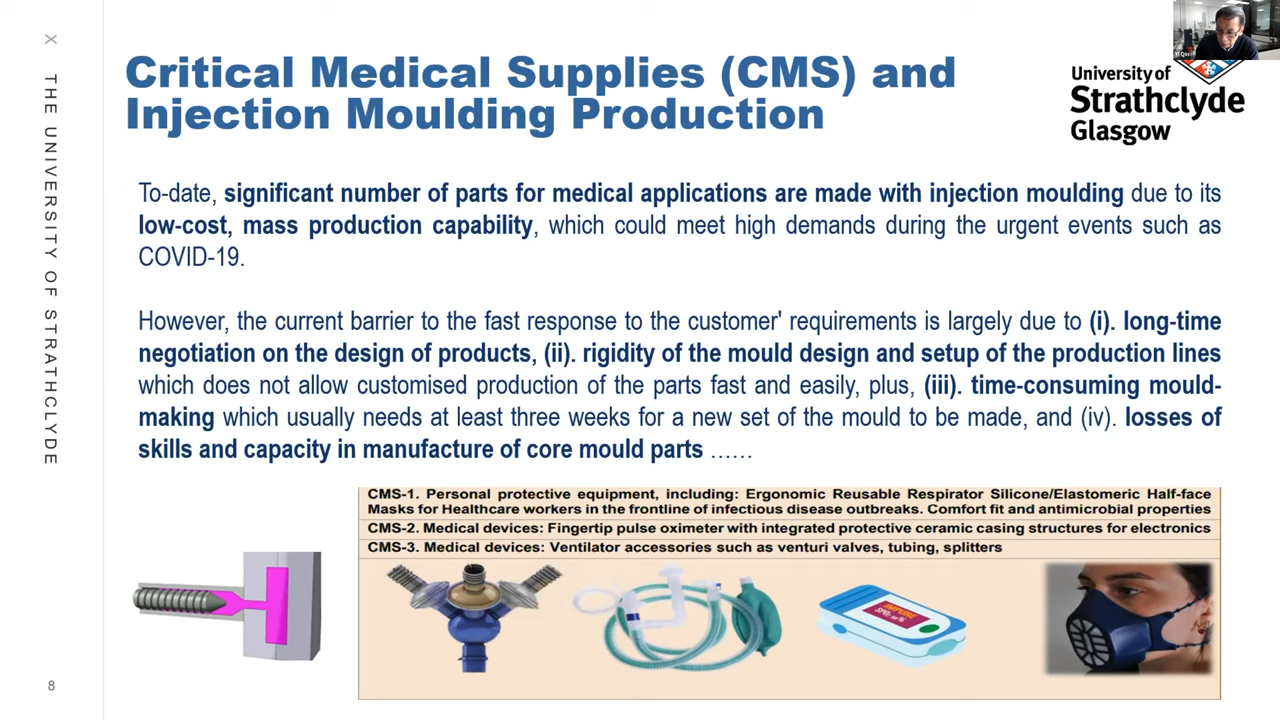 X THE UNIVERSITY OF STRATHCLYDE
Critical Medical Supplies (CMS) and
Injection Moulding Production
Yi Qin
University of
Strathclyde
Glasgow
To-date, significant number of parts for medical applications are made with injection moulding due to its
low-cost, mass production capability, which could meet high demands during the urgent events such as
COVID-19.
However, the current barrier to the fast response to the customer' requirements is largely due to (i). long-time
negotiation on the design of products, (ii). rigidity of the mould design and setup of the production lines
which does not allow customised production of the parts fast and easily, plus, (iii). time-consuming mould-
making which usually needs at least three weeks for a new set of the mould to be made, and (iv). losses of
skills and capacity in manufacture of core mould parts ……
CMS-1. Personal protective equipment, including: Ergonomic Reusable Respirator Silicone/Elastomeric Half-face
Masks for Healthcare workers in the frontline of infectious disease outbreaks. Comfort fit and antimicrobial properties
CMS-2. Medical devices: Fingertip pulse oximeter with integrated protective ceramic casing structures for electronics
CMS-3. Medical devices: Ventilator accessories such as venturi valves, tubing, splitters
IMPURE
8